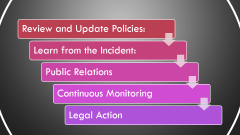 Review and Update Policies:
Learn from the Incident:
Public Relations
Continuous Monitoring
Legal Action